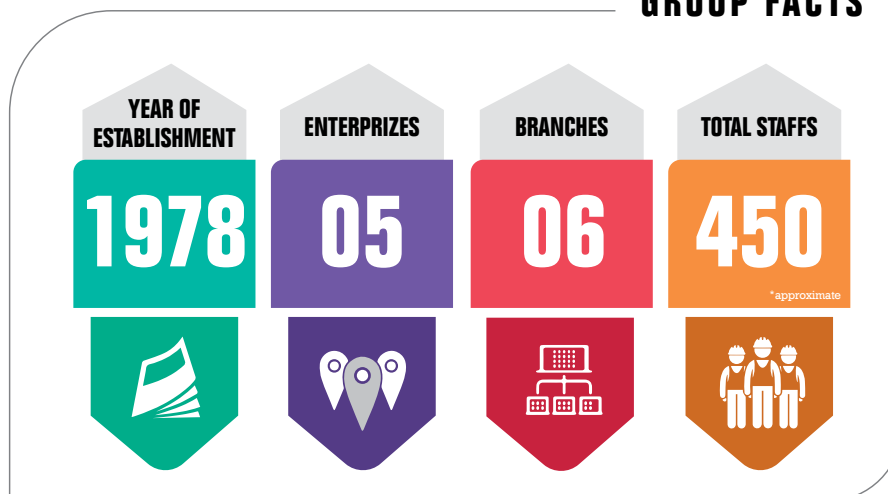 GROUP FACTS
YEAR OF
ESTABLISHMENT
1978
ENTERPRIZES
05
BRANCHES
06
TOTAL STAFFS
450
*approximate